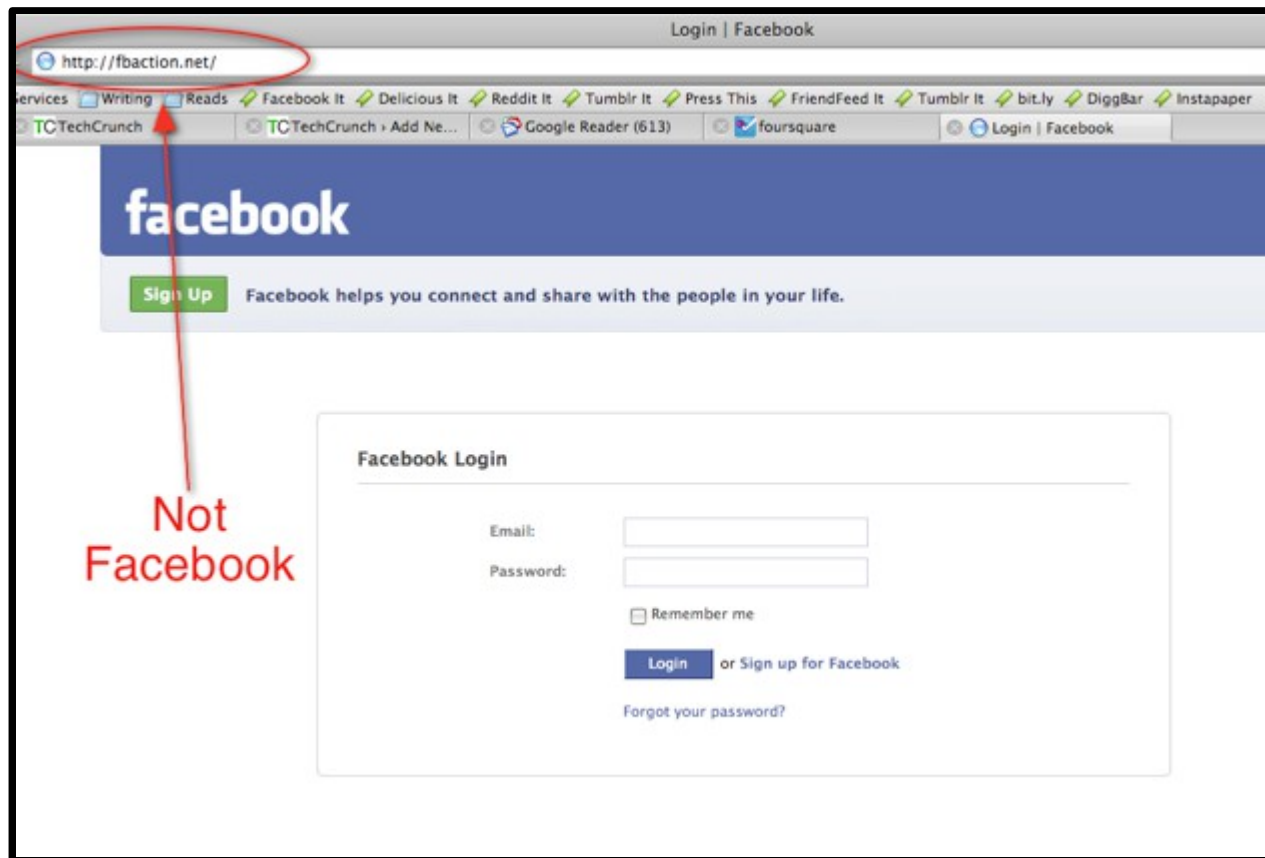 Login | Facebook
http://fbaction.net/
Services Writing Reads Facebook It Delicious It Reddit It Tumblr It Press This FriendFeed It Tumblr It bit.ly DiggBar Instapaper
TC TechCrunch TC TechCrunch › Add Ne... Google Reader (613) foursquare Login | Facebook
facebook
Sign Up Facebook helps you connect and share with the people in your life.
Facebook Login
Not
Facebook
Email:
Password:
Remember me
Login or Sign up for Facebook
Forgot your password?